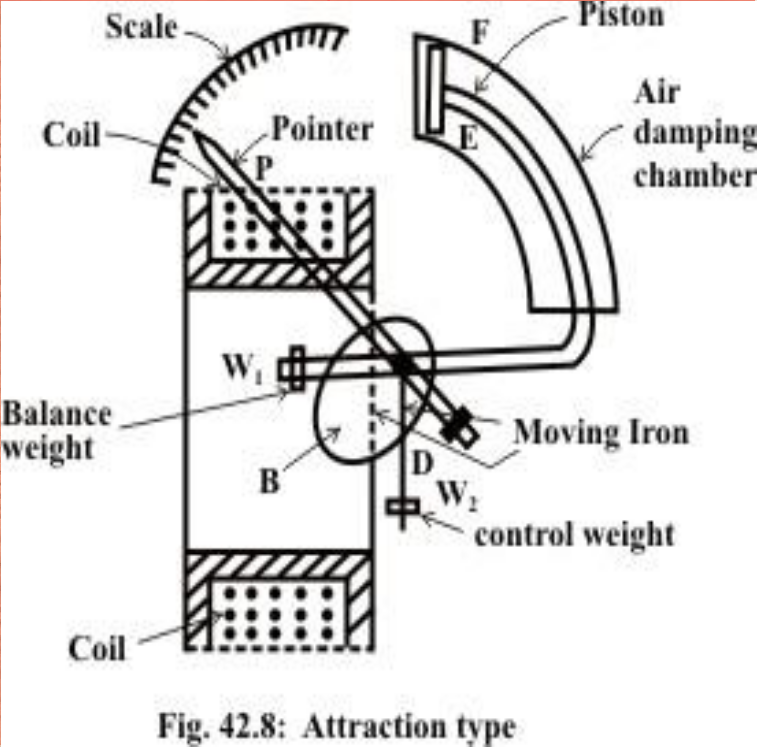 Scale
F
Piston
Coil
Pointer
P
E
Air
damping
chamber
W₁
Balance
weight
B
Moving Iron
D
W₂
control weight
Coil
Fig. 42.8: Attraction type